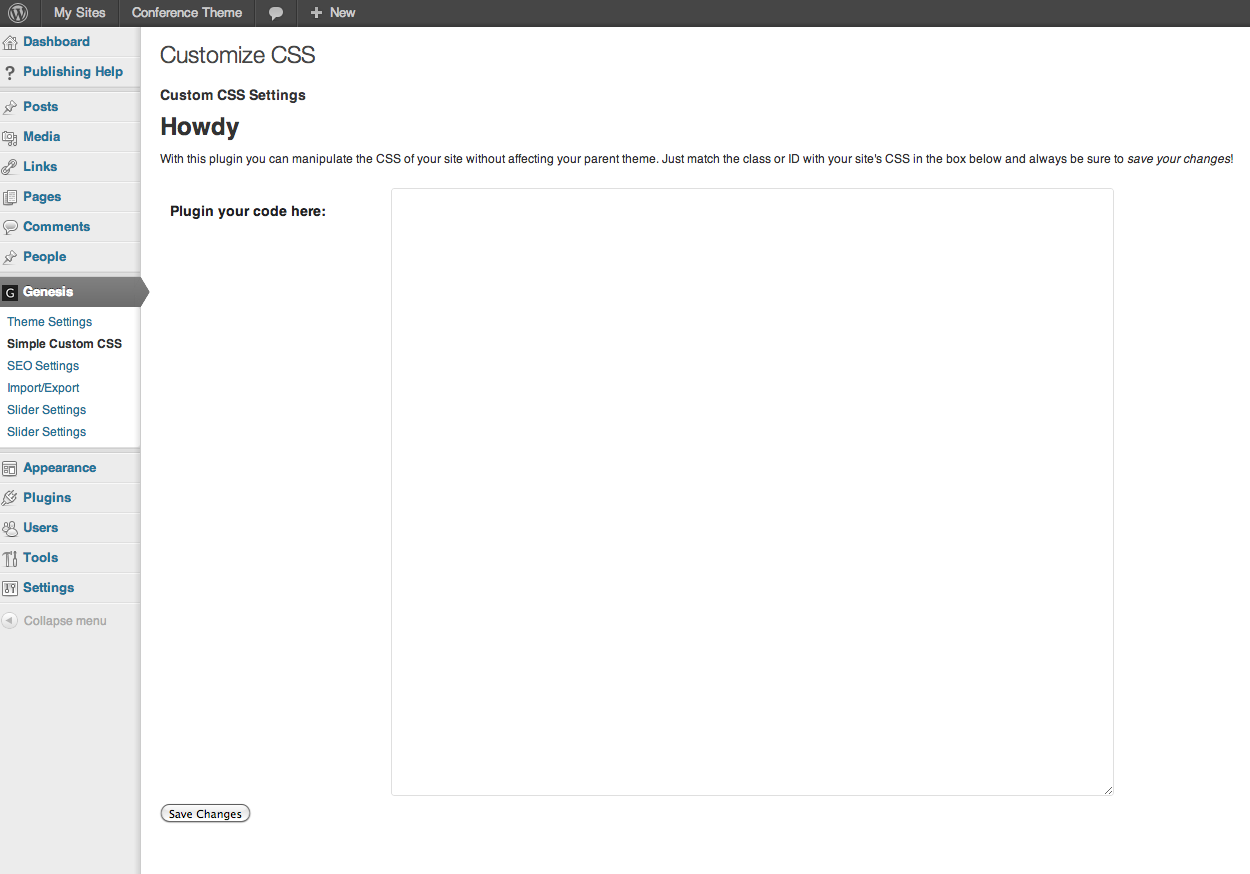 My Sites Conference Theme + New
Dashboard
? Publishing Help
Posts
Media
Links
Pages
Comments
People
G Genesis
Theme Settings
Simple Custom CSS
SEO Settings
Import/Export
Slider Settings
Slider Settings
Appearance
Plugins
Users
Tools
Settings
Collapse menu
Customize CSS
Custom CSS Settings
Howdy
With this plugin you can manipulate the CSS of your site without affecting your parent theme. Just match the class or ID with your site's CSS in the box below and always be sure to save your changes!
Plugin your code here:
Save Changes